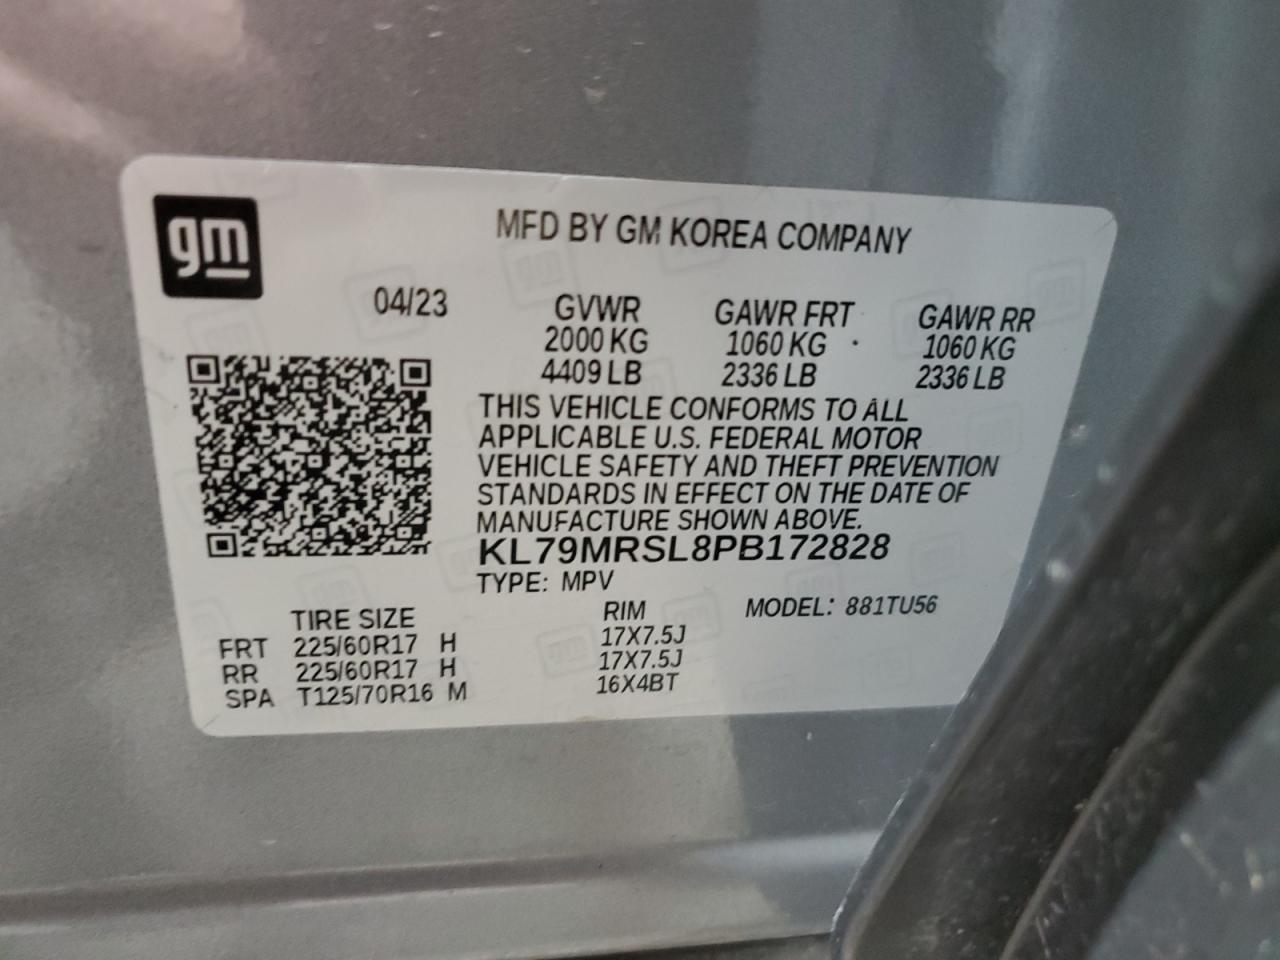 gm
MFD BY GM KOREA COMPANY
04/23 GVWR GAWR FRT GAWR RR
2000 KG 1060 KG 1060 KG
4409 LB 2336 LB 2336 LB
THIS VEHICLE CONFORMS TO ALL
APPLICABLE U.S. FEDERAL MOTOR
VEHICLE SAFETY AND THEFT PREVENTION
STANDARDS IN EFFECT ON THE DATE OF
MANUFACTURE SHOWN ABOVE.
KL79MRSL8PB172828
TYPE: MPV
TIRE SIZE RIM MODEL: 881TU56
FRT 225/60R17 H 17X7.5J
RR 225/60R17 H 17X7.5J
SPA T125/70R16 M 16X4BT